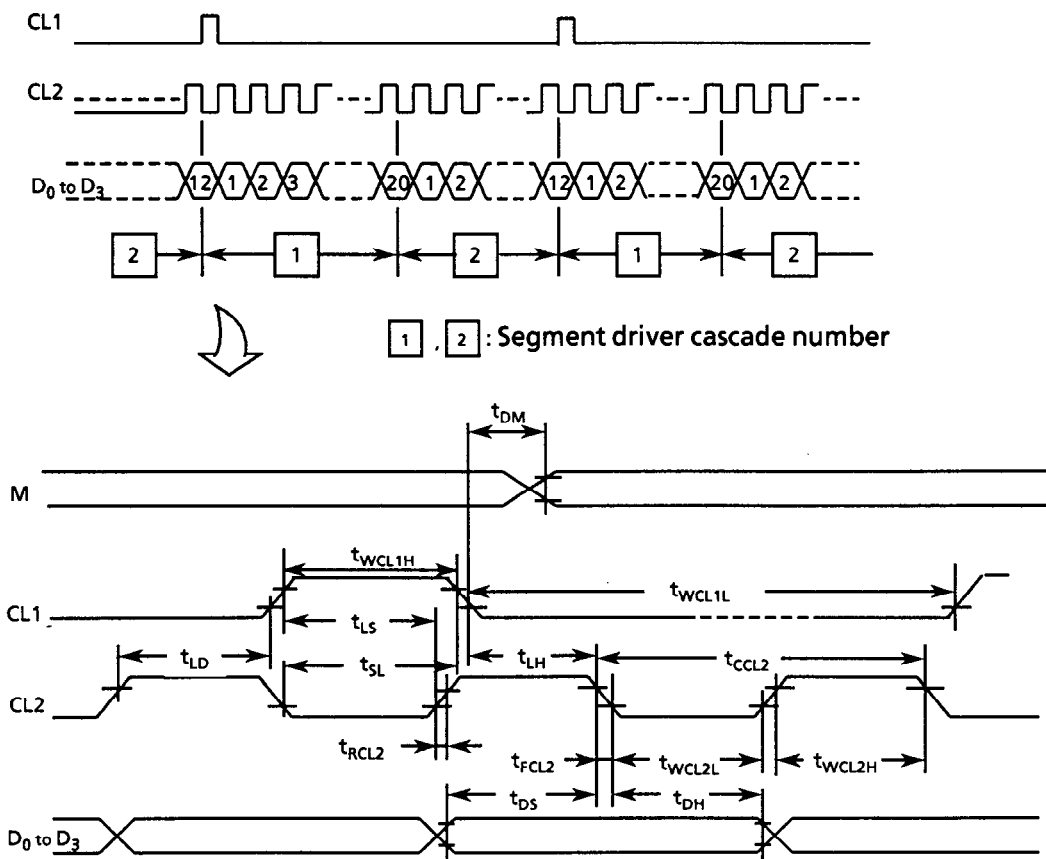 CL1
CL2
D0 to D3 12 1 2 3 20 1 2 12 1 2 20 1 2
2 1 2 1 2
1 , 2 : Segment driver cascade number
tDM
M
tWCL1H
tWCL1L
CL1
tLS
tLD tSL tLH tCCL2
CL2
tRCL2 tFCL2 tWCL2L tWCL2H
tDS tDH
D0 to D3